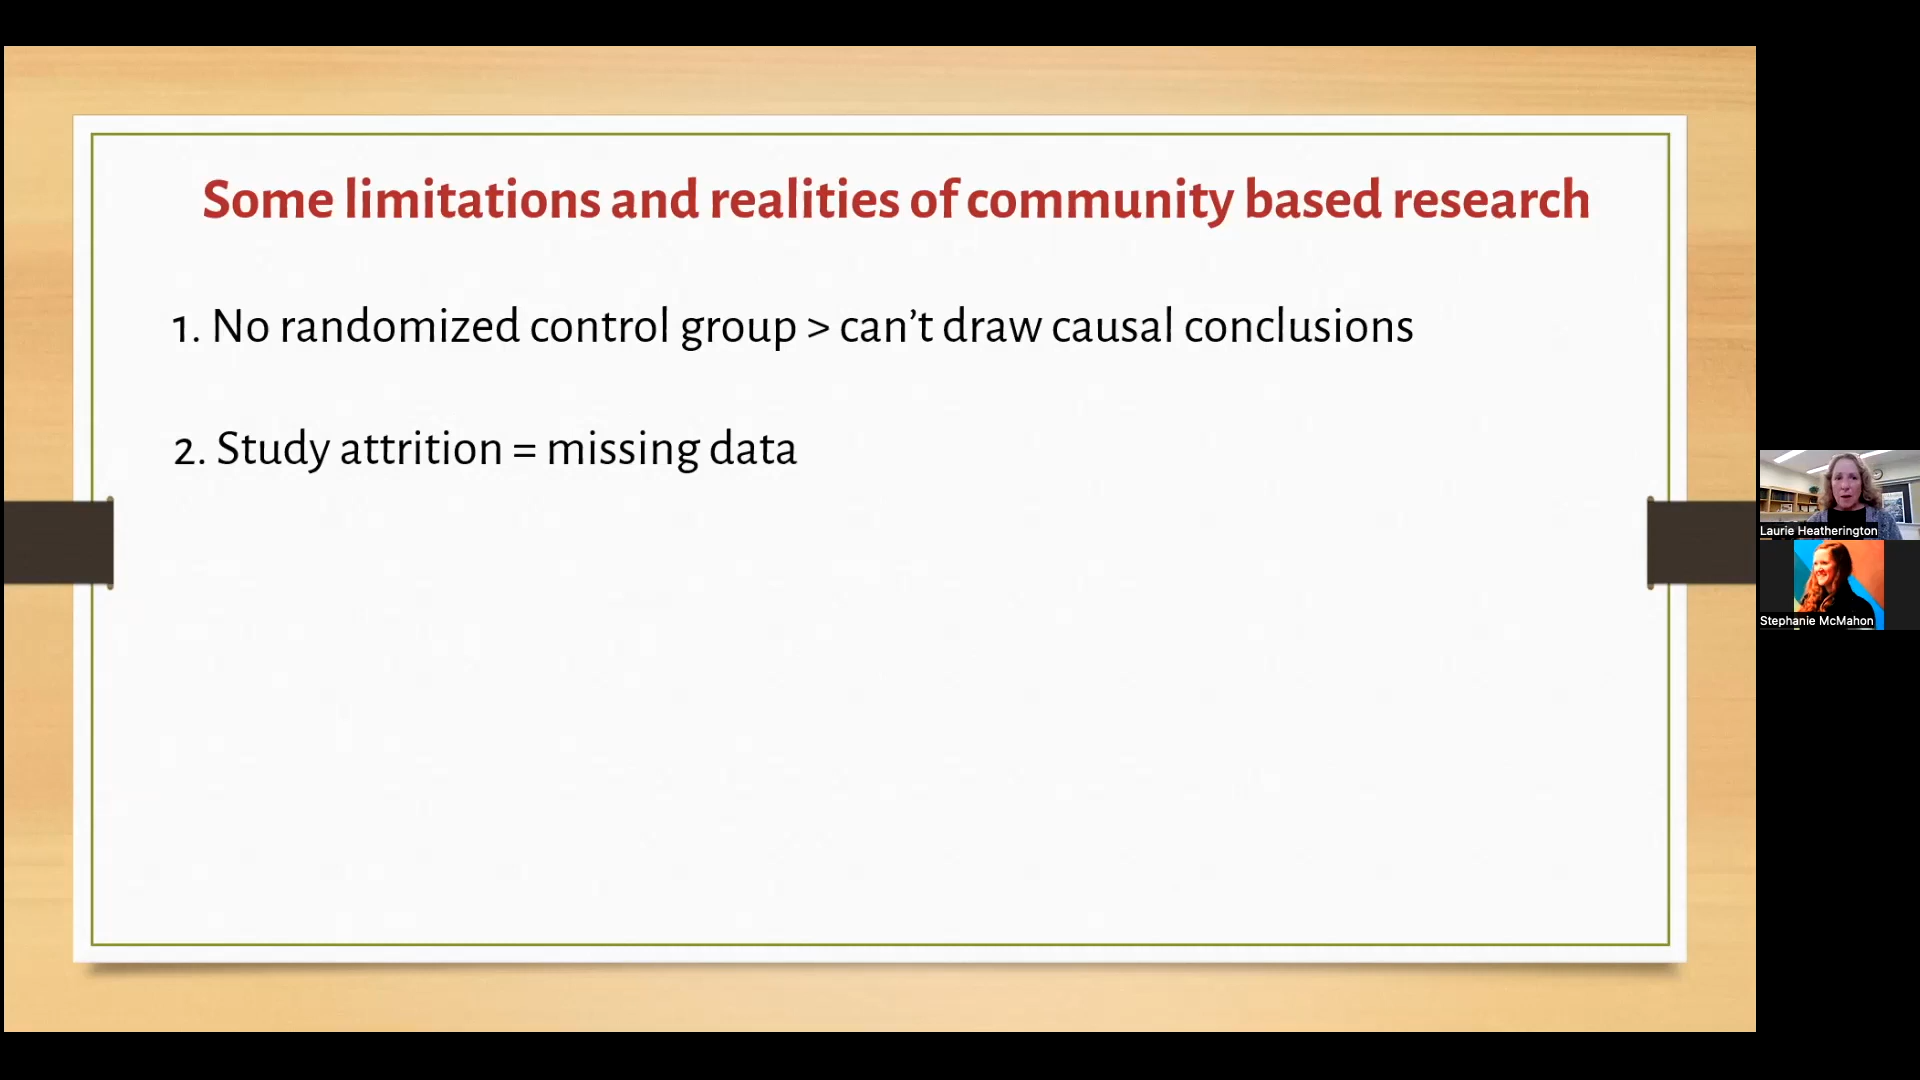 Some limitations and realities of community based research
1. No randomized control group > can’t draw causal conclusions
2. Study attrition = missing data
Laurie Heatherington
Stephanie McMahon